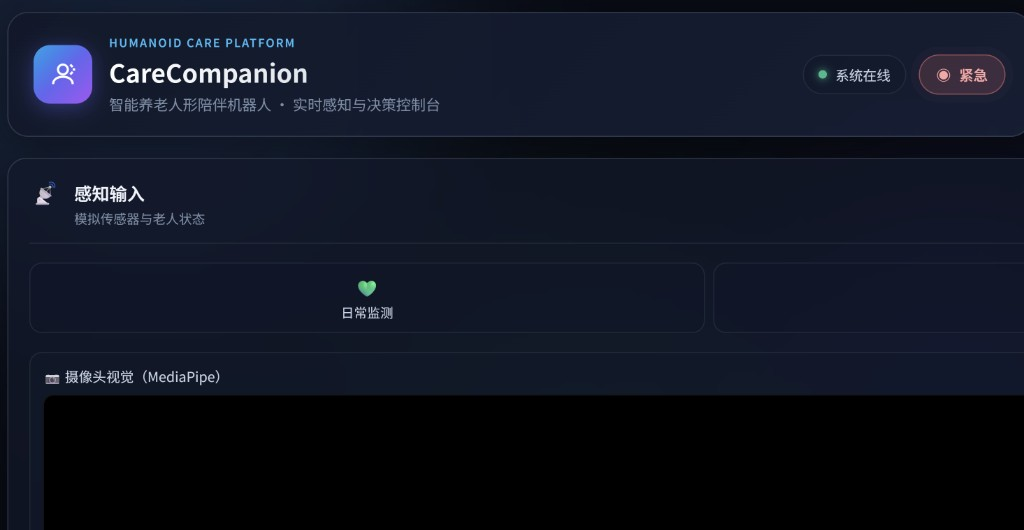 HUMANOID CARE PLATFORM
CareCompanion
智能养老人形陪伴机器人 · 实时感知与决策控制台
系统在线
紧急
感知输入
模拟传感器与老人状态
日常监测
摄像头视觉（MediaPipe）